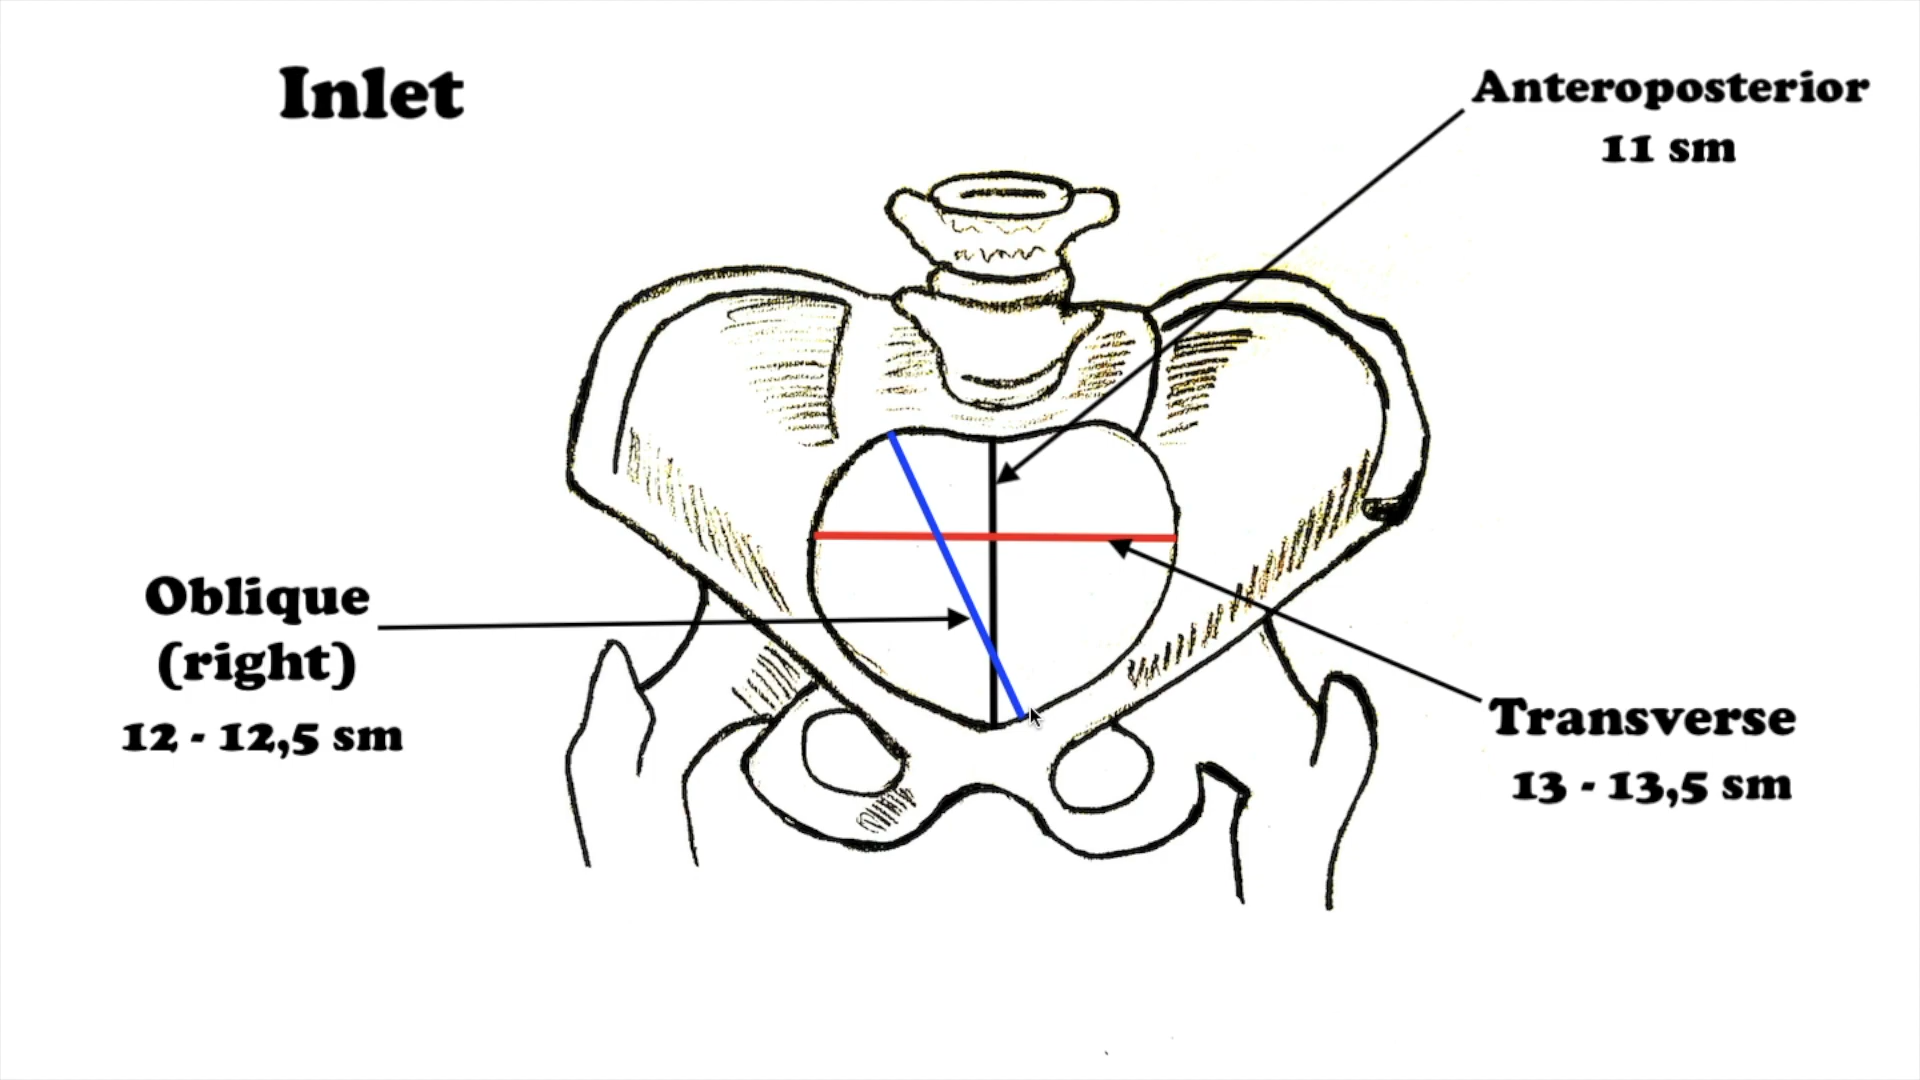 Inlet
Anteroposterior
11 sm
Oblique
(right)
12 - 12,5 sm
Transverse
13 - 13,5 sm